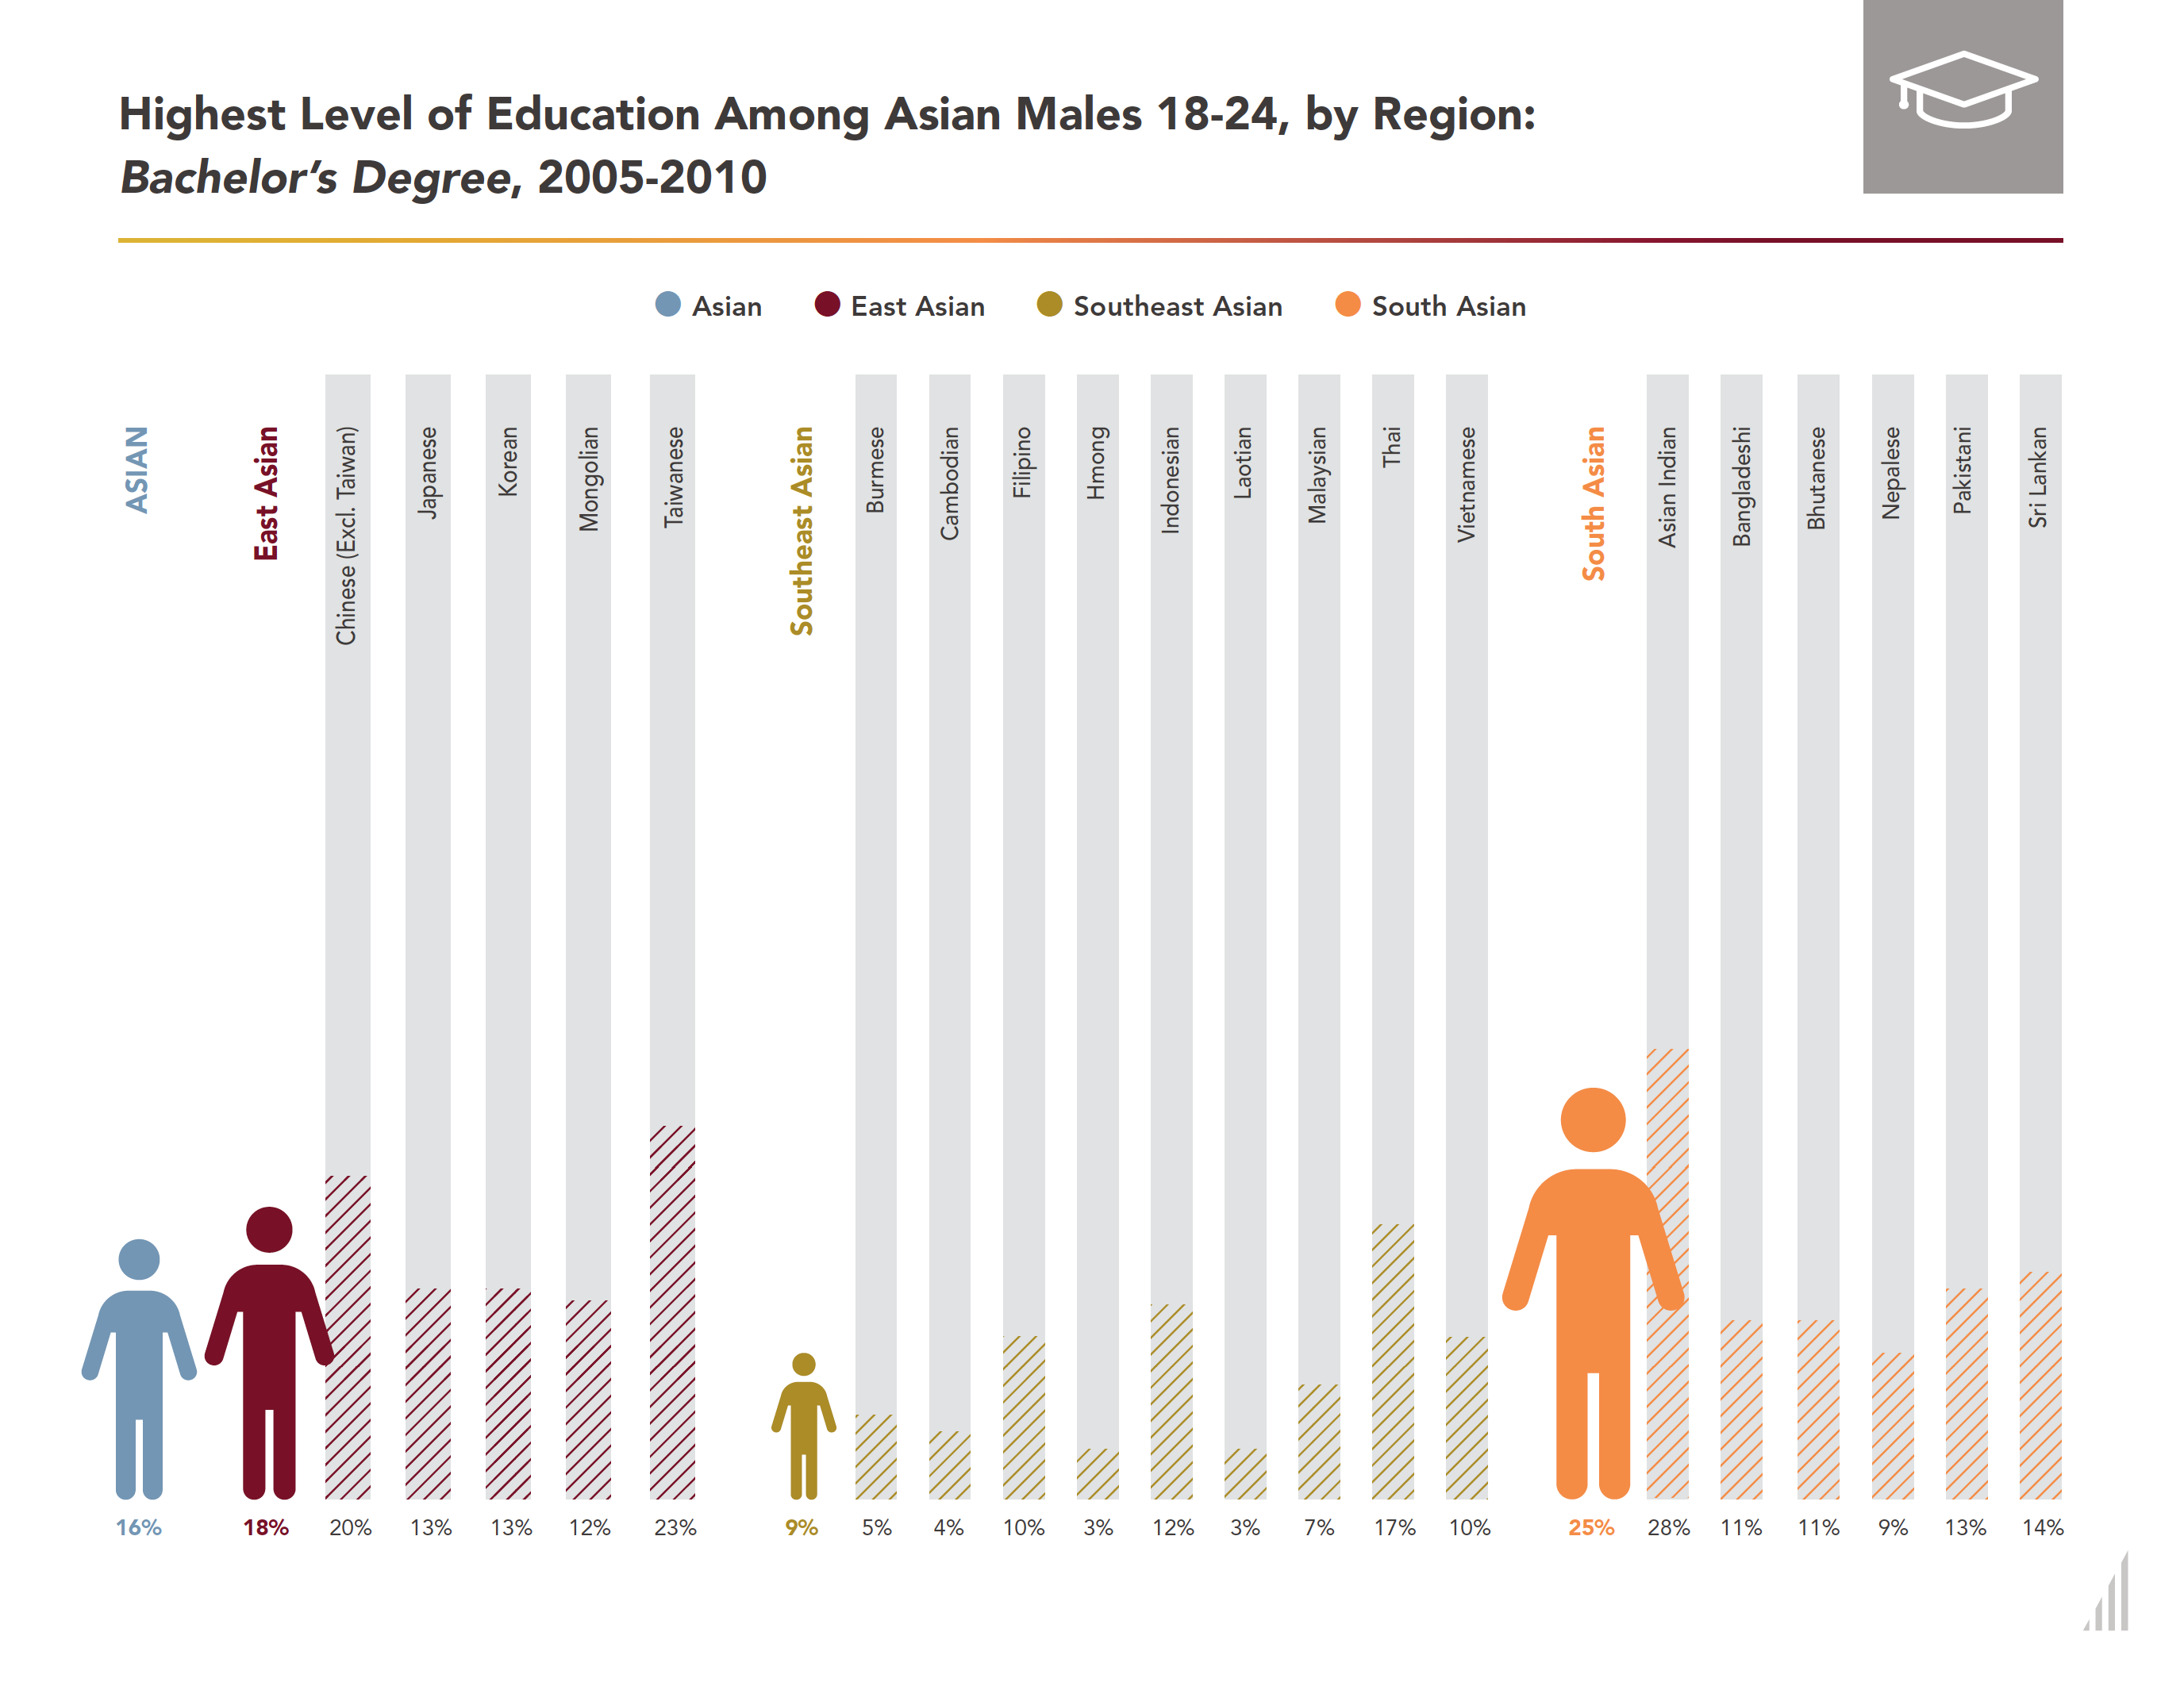 Highest Level of Education Among Asian Males 18-24, by Region:
Bachelor’s Degree, 2005-2010
Asian
East Asian
Southeast Asian
South Asian
ASIAN
East Asian
Chinese (Excl. Taiwan)
Japanese
Korean
Mongolian
Taiwanese
Southeast Asian
Burmese
Cambodian
Filipino
Hmong
Indonesian
Laotian
Malaysian
Thai
Vietnamese
South Asian
Asian Indian
Bangladeshi
Bhutanese
Nepalese
Pakistani
Sri Lankan
16% 18% 20% 13% 13% 12% 23% 9% 5% 4% 10% 3% 12% 3% 7% 17% 10% 25% 28% 11% 11% 9% 13% 14%